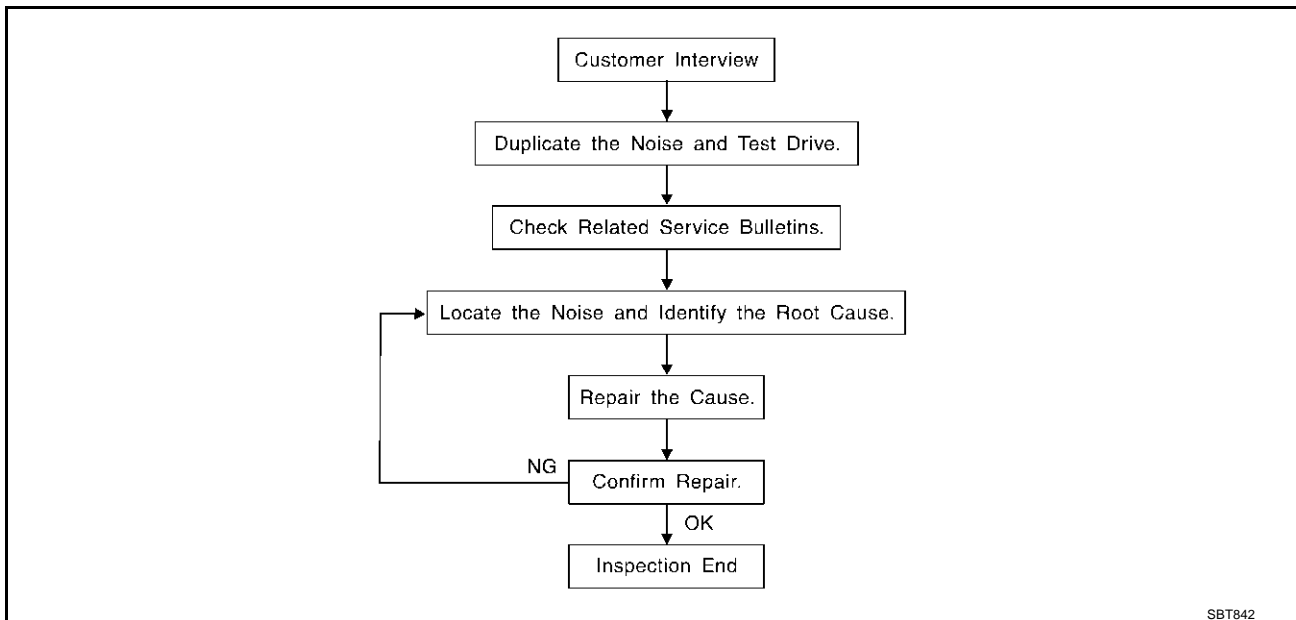 Customer Interview
Duplicate the Noise and Test Drive.
Check Related Service Bulletins.
Locate the Noise and Identify the Root Cause.
Repair the Cause.
NG
Confirm Repair.
OK
Inspection End
SBT842